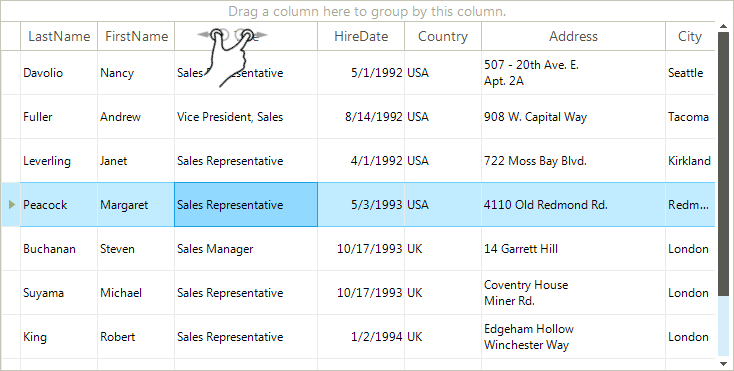 Drag a column here to group by this column.
LastName FirstName HireDate Country Address City
Davolio Nancy Sales Representative 5/1/1992 USA 507 - 20th Ave. E.
Apt. 2A Seattle
Fuller Andrew Vice President, Sales 8/14/1992 USA 908 W. Capital Way Tacoma
Leverling Janet Sales Representative 4/1/1992 USA 722 Moss Bay Blvd. Kirkland
Peacock Margaret Sales Representative 5/3/1993 USA 4110 Old Redmond Rd. Redm...
Buchanan Steven Sales Manager 10/17/1993 UK 14 Garrett Hill London
Suyama Michael Sales Representative 10/17/1993 UK Coventry House
Miner Rd. London
King Robert Sales Representative 1/2/1994 UK Edgeham Hollow
Winchester Way London